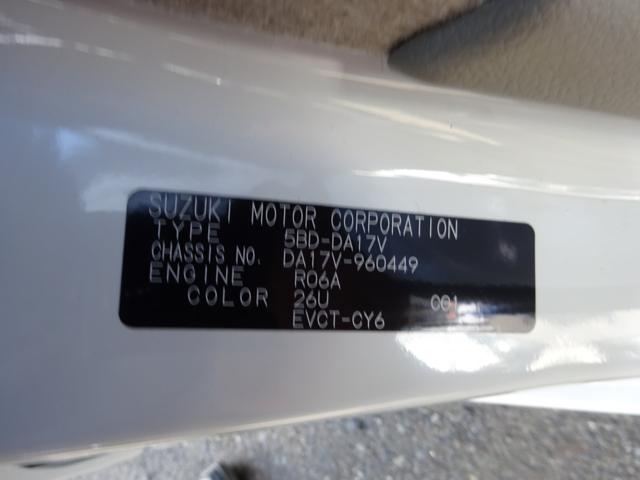 SUZUKI MOTOR CORPORATION
TYPE 5BD-DA17V
CHASSIS NO. DA17V-960449
ENGINE R06A
COLOR 26U 001
EVCT-CY6